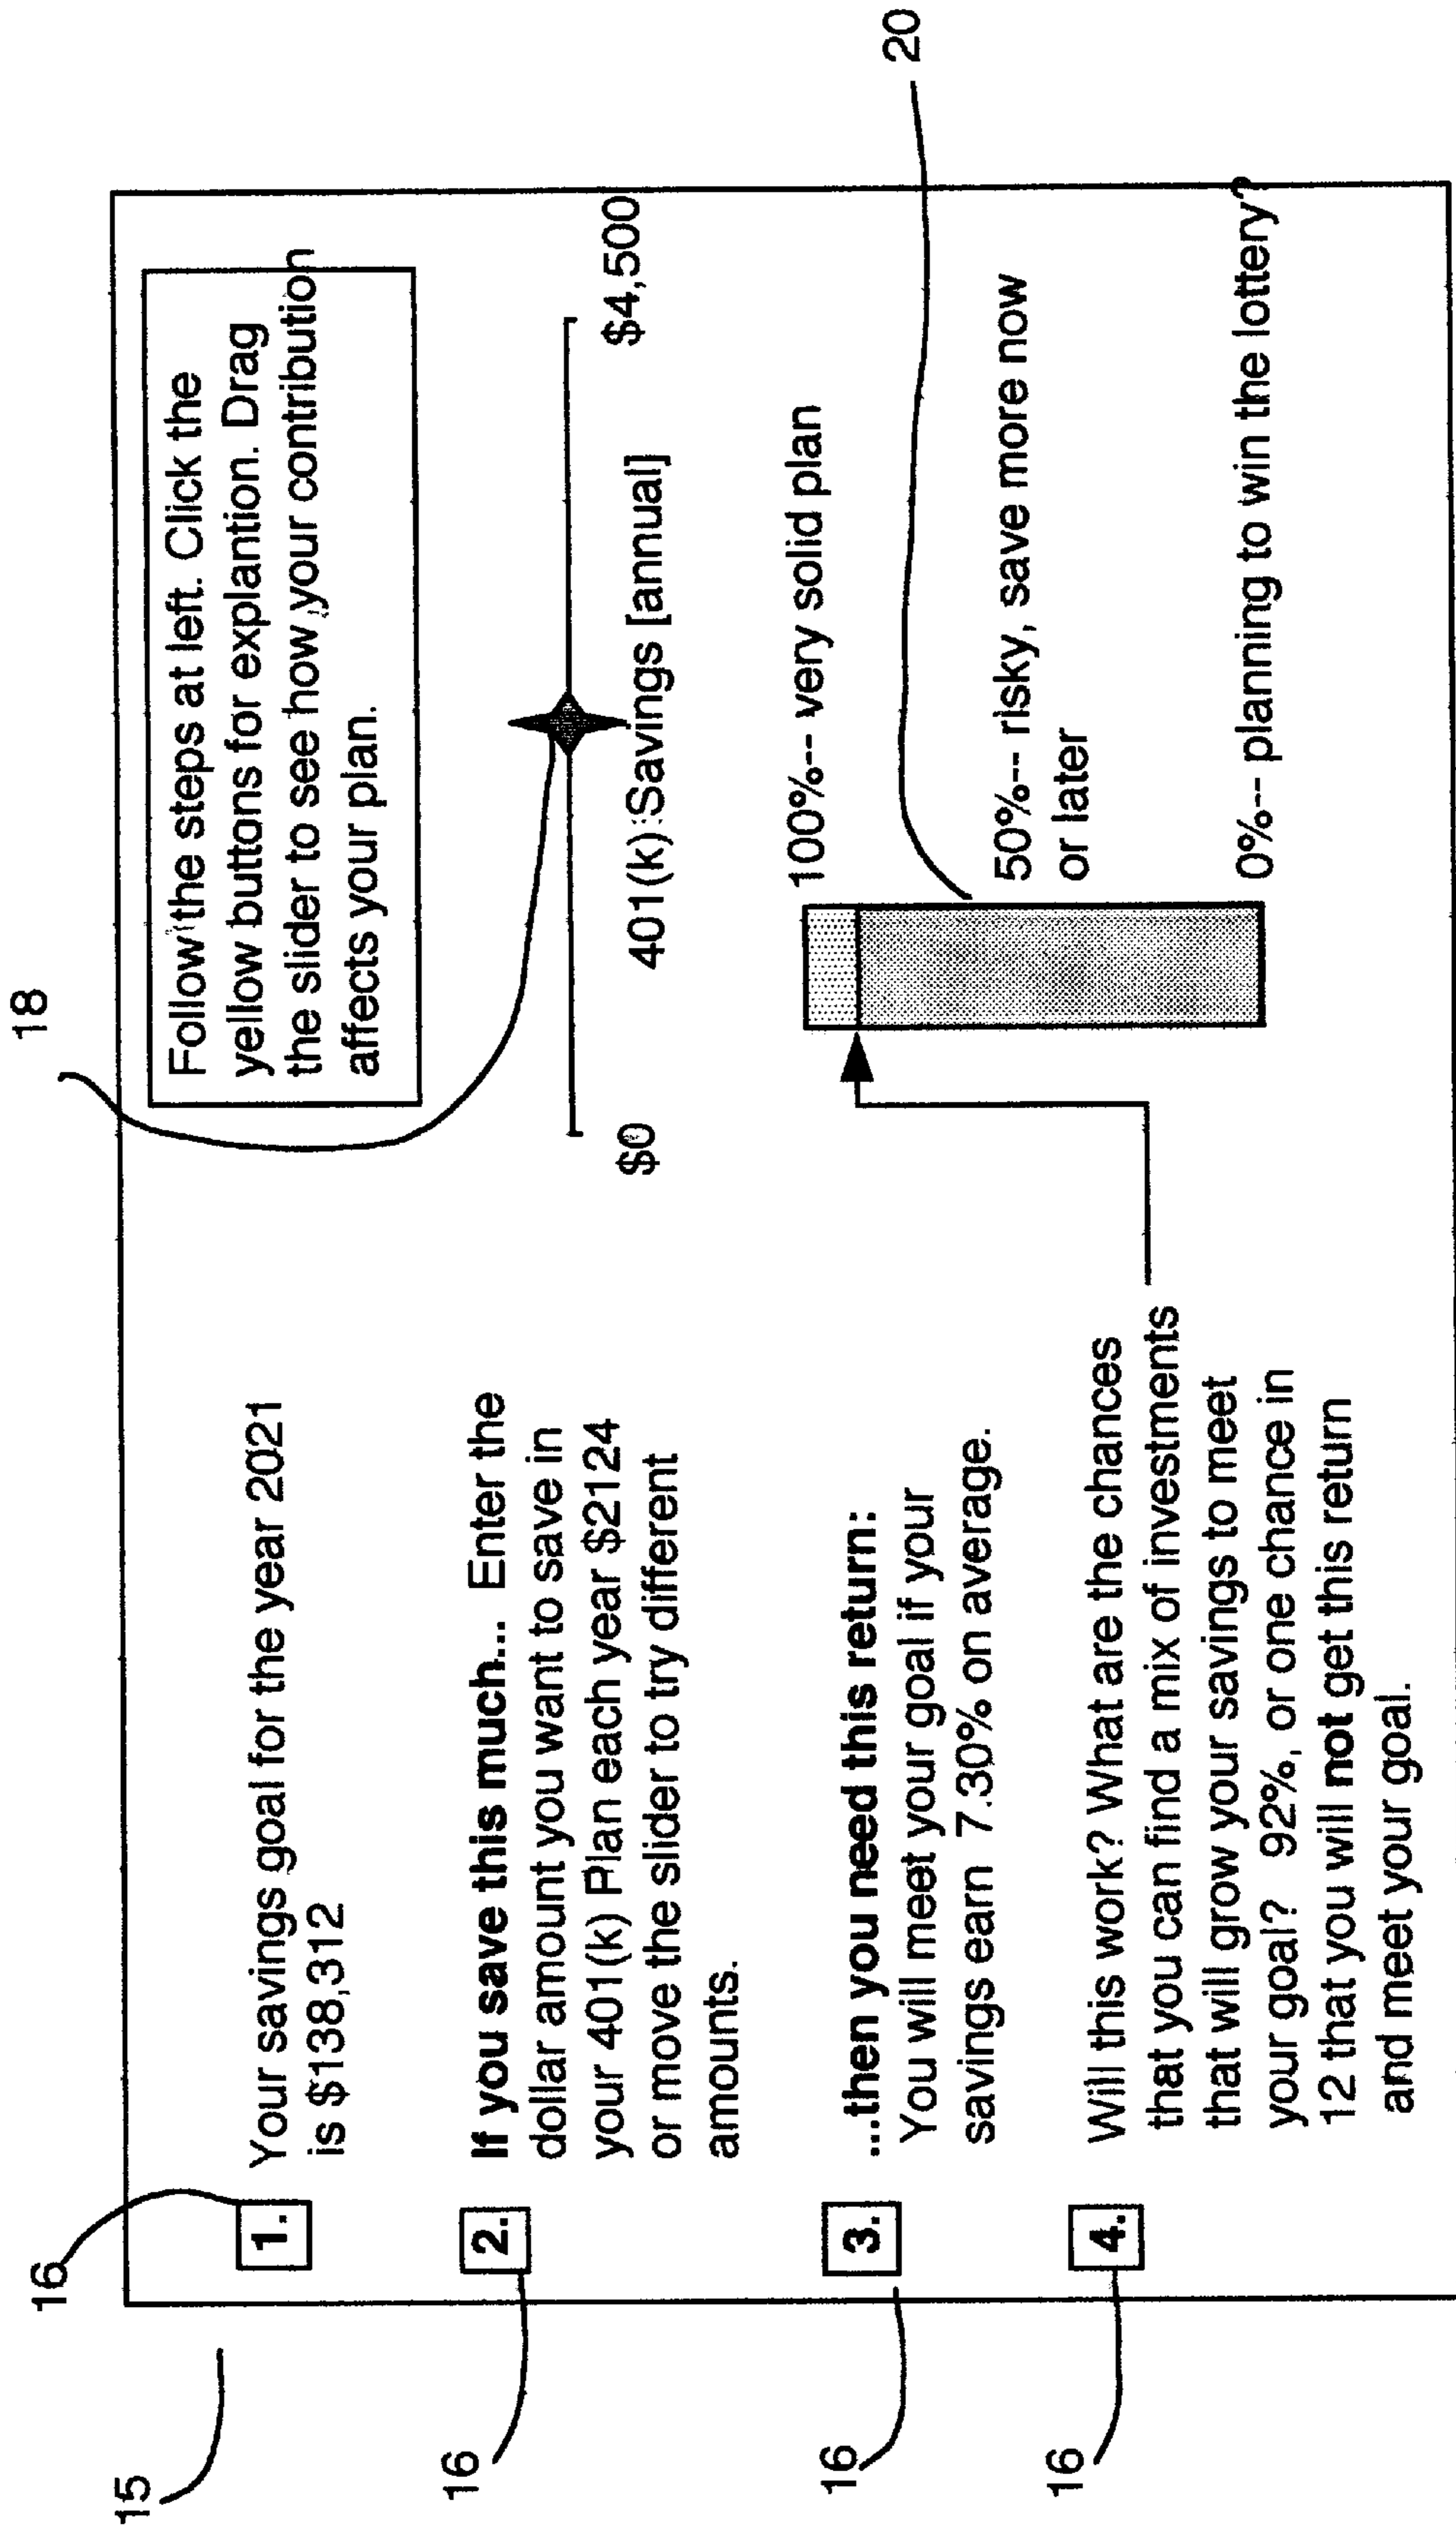 18
Follow the steps at left. Click the
yellow buttons for explantion. Drag
the slider to see how your contribution
affects your plan.
$0
401(k) Savings [annual]
$4,500
16
15
1.
Your savings goal for the year 2021
is $138,312
16
2.
If you save this much... Enter the
dollar amount you want to save in
your 401(k) Plan each year $2124
or move the slider to try different
amounts.
16
3.
...then you need this return:
You will meet your goal if your
savings earn 7.30% on average.
16
4.
Will this work? What are the chances
that you can find a mix of investments
that will grow your savings to meet
your goal? 92%, or one chance in
12 that you will not get this return
and meet your goal.
100%-- very solid plan
20
50%-- risky, save more now
or later
0%-- planning to win the lottery?